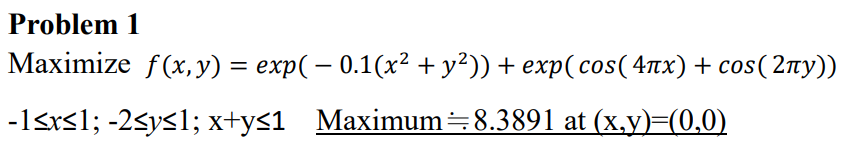 Problem 1
Maximize f(x,y) = exp( − 0.1(x² + y²)) + exp( cos( 4πx) + cos( 2πy))
-1≤x≤1; -2≤y≤1; x+y≤1 Maximum≒8.3891 at (x,y)=(0,0)